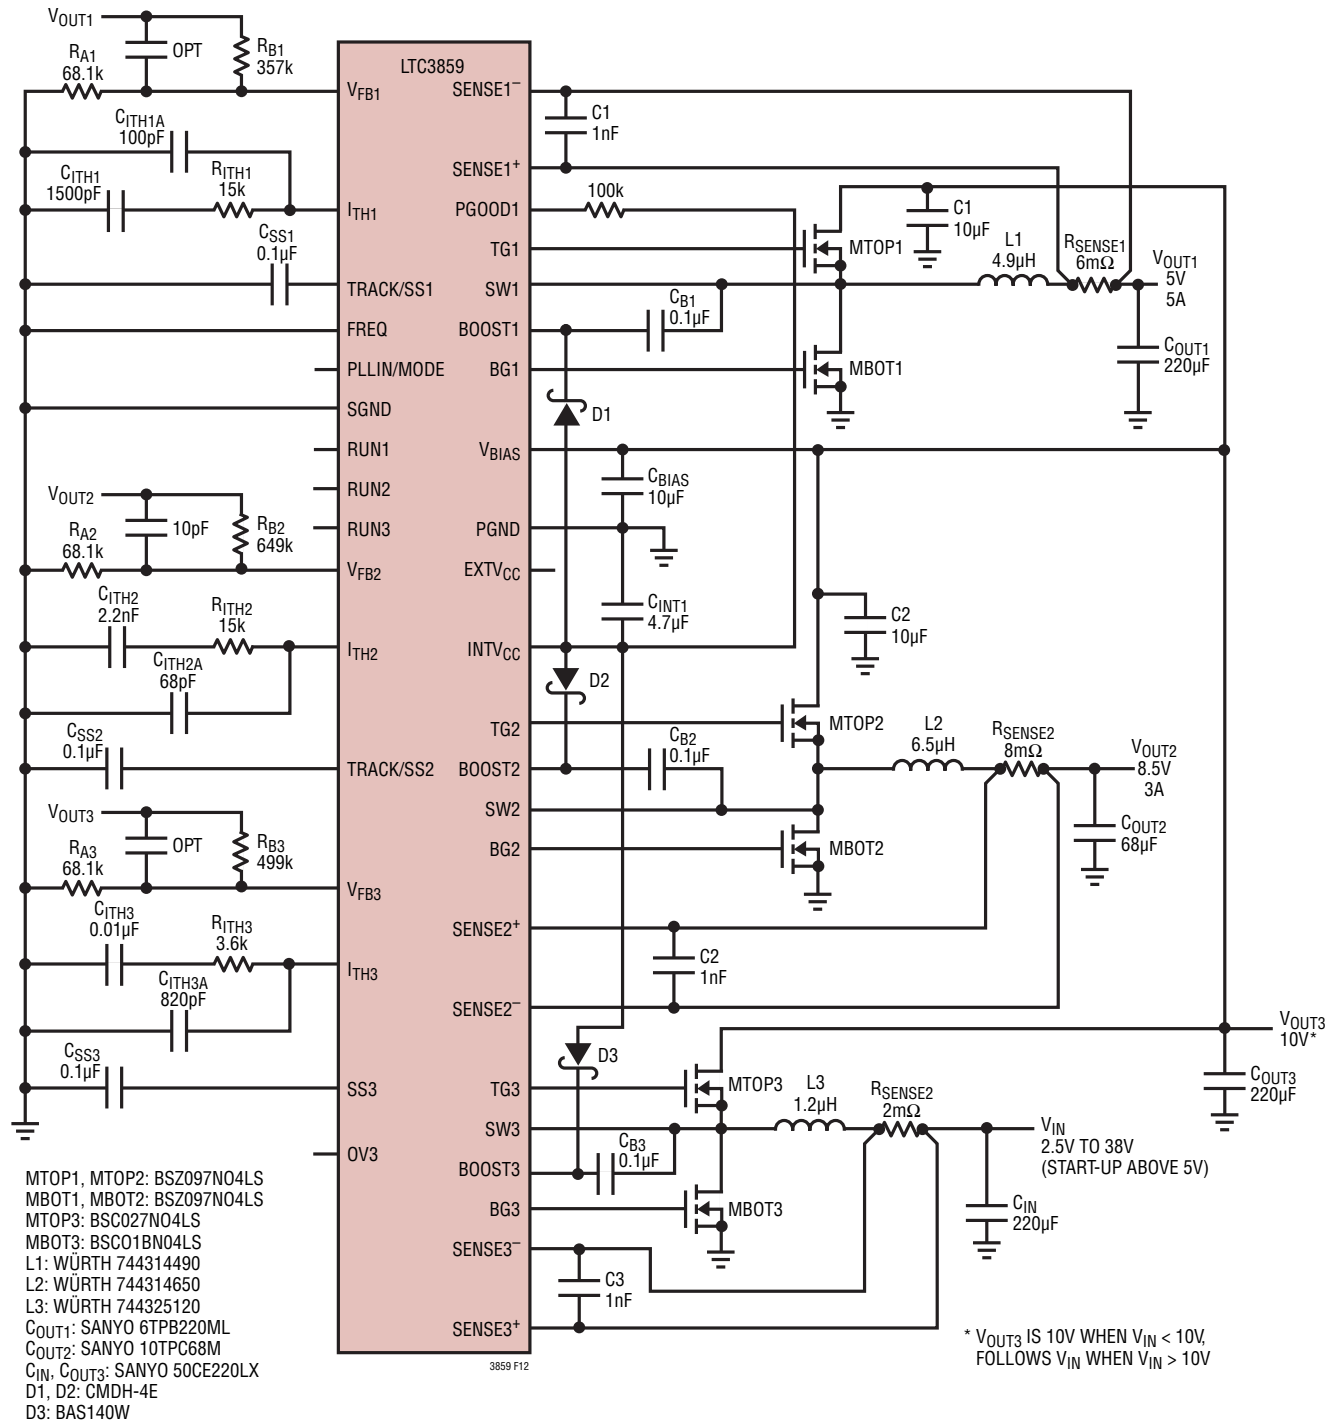 VOUT1
OPT
RB1
357k
RA1
68.1k
VFB1
CITH1A
100pF
CITH1
1500pF
RITH1
15k
ITH1
CSS1
0.1µF
TRACK/SS1
FREQ
PLLIN/MODE
SGND
RUN1
RUN2
RUN3
VOUT2
10pF
RB2
649k
RA2
68.1k
VFB2
CITH2
2.2nF
RITH2
15k
ITH2
CITH2A
68pF
CSS2
0.1µF
TRACK/SS2
VOUT3
OPT
RB3
499k
RA3
68.1k
VFB3
CITH3
0.01µF
RITH3
3.6k
ITH3
CITH3A
820pF
CSS3
0.1µF
SS3
OV3
LTC3859
SENSE1–
SENSE1+
PGOOD1
TG1
SW1
BOOST1
BG1
VBIAS
PGND
EXTVCC
INTVCC
TG2
BOOST2
SW2
BG2
SENSE2+
SENSE2–
TG3
SW3
BOOST3
BG3
SENSE3–
SENSE3+
C1
1nF
100k
C1
10µF
MTOP1
L1
4.9µH
RSENSE1
6mΩ
VOUT1
5V
5A
CB1
0.1µF
COUT1
220µF
MBOT1
D1
CBIAS
10µF
CINT1
4.7µF
C2
10µF
D2
MTOP2
L2
6.5µH
RSENSE2
8mΩ
VOUT2
8.5V
3A
CB2
0.1µF
COUT2
68µF
MBOT2
C2
1nF
VOUT3
10V*
D3
MTOP3
L3
1.2µH
RSENSE2
2mΩ
COUT3
220µF
VIN
2.5V TO 38V
(START-UP ABOVE 5V)
CB3
0.1µF
CIN
220µF
MBOT3
C3
1nF
MTOP1, MTOP2: BSZ097NO4LS
MBOT1, MBOT2: BSZ097NO4LS
MTOP3: BSC027NO4LS
MBOT3: BSCO1BN04LS
L1: WÜRTH 744314490
L2: WÜRTH 744314650
L3: WÜRTH 744325120
COUT1: SANYO 6TPB220ML
COUT2: SANYO 10TPC68M
CIN, COUT3: SANYO 50CE220LX
D1, D2: CMDH-4E
D3: BAS140W
3859 F12
* VOUT3 IS 10V WHEN VIN < 10V,
FOLLOWS VIN WHEN VIN > 10V